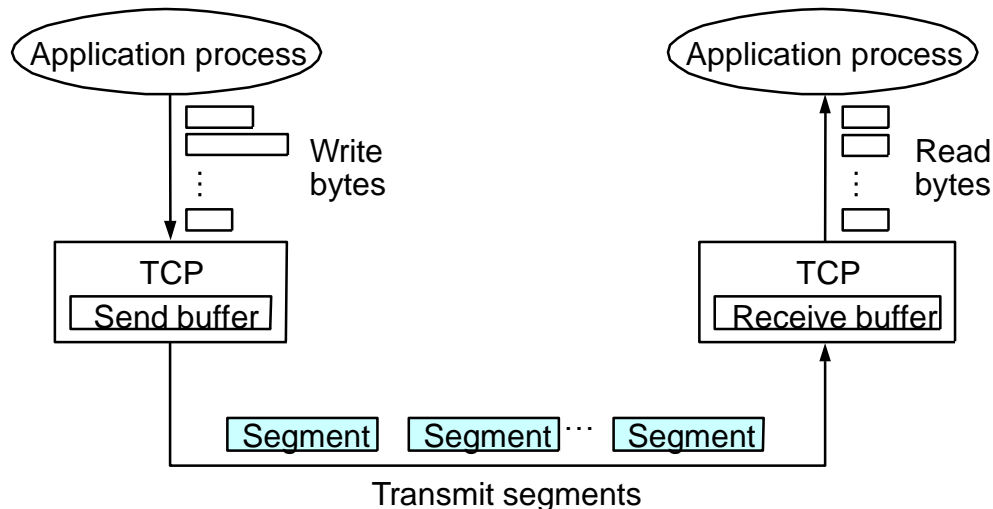 Application process
Application process
Write
bytes
⋮
Read
bytes
⋮
TCP
Send buffer
TCP
Receive buffer
Segment
Segment
…
Segment
Transmit segments